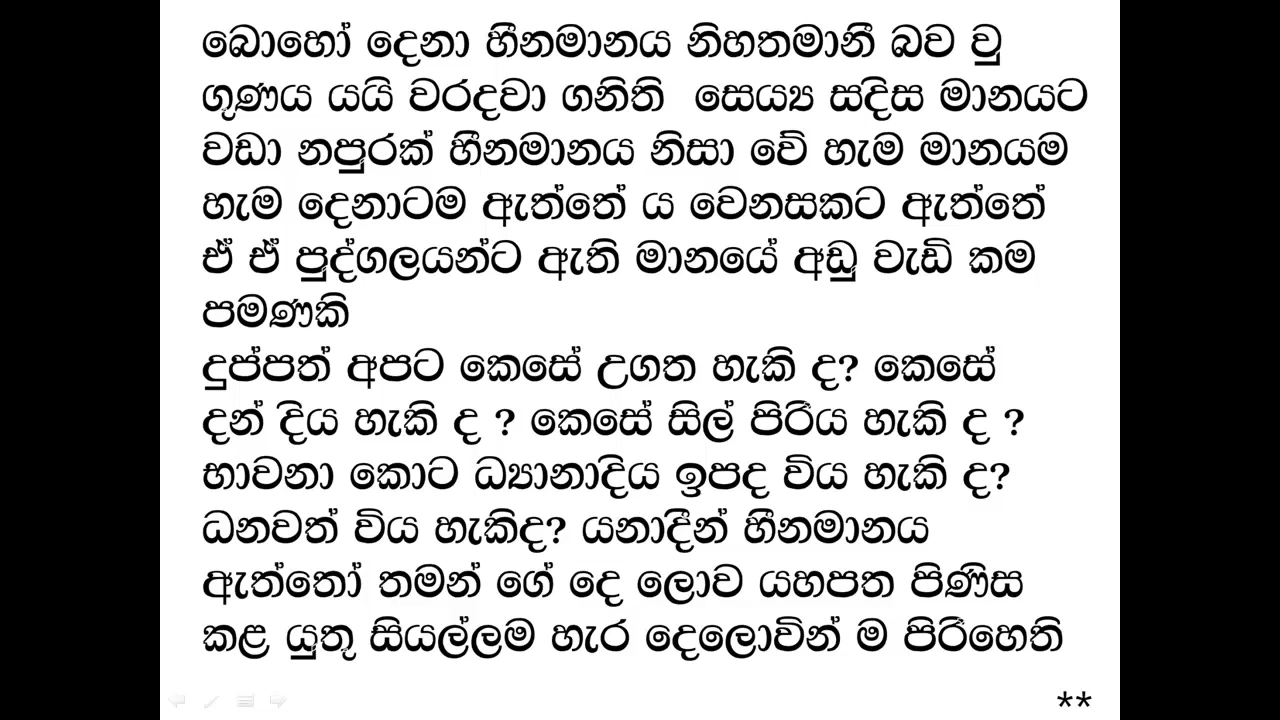 බොහෝ දෙනා හීනමානය නිහතමානී බව වු
ගුණය යයි වරදවා ගනිති සෙය්‍ය සදිස මානයට
වඩා නපුරක් හීනමානය නිසා වේ හැම මානයම
හැම දෙනාටම ඇත්තේ ය වෙනසකට ඇත්තේ
ඒ ඒ පුද්ගලයන්ට ඇති මානයේ අඩු වැඩි කම
පමණකි
දුප්පත් අපට කෙසේ උගත හැකි ද? කෙසේ
දන් දිය හැකි ද ? කෙසේ සිල් පිරිය හැකි ද ?
භාවනා කොට ධ්‍යානාදිය ඉපද විය හැකි ද?
ධනවත් විය හැකිද? යනාදීන් හීනමානය
ඇත්තෝ තමන් ගේ දෙ ලොව යහපත පිණිස
කළ යුතු සියල්ලම හැර දෙලොවින් ම පිරිහෙති
**